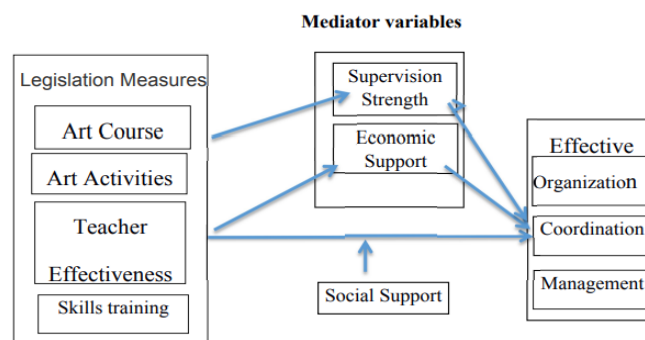 Mediator variables
Legislation Measures
Art Course
Art Activities
Teacher
Effectiveness
Skills training
Supervision
Strength
Economic
Support
Social Support
Effective
Organization
Coordination
Management